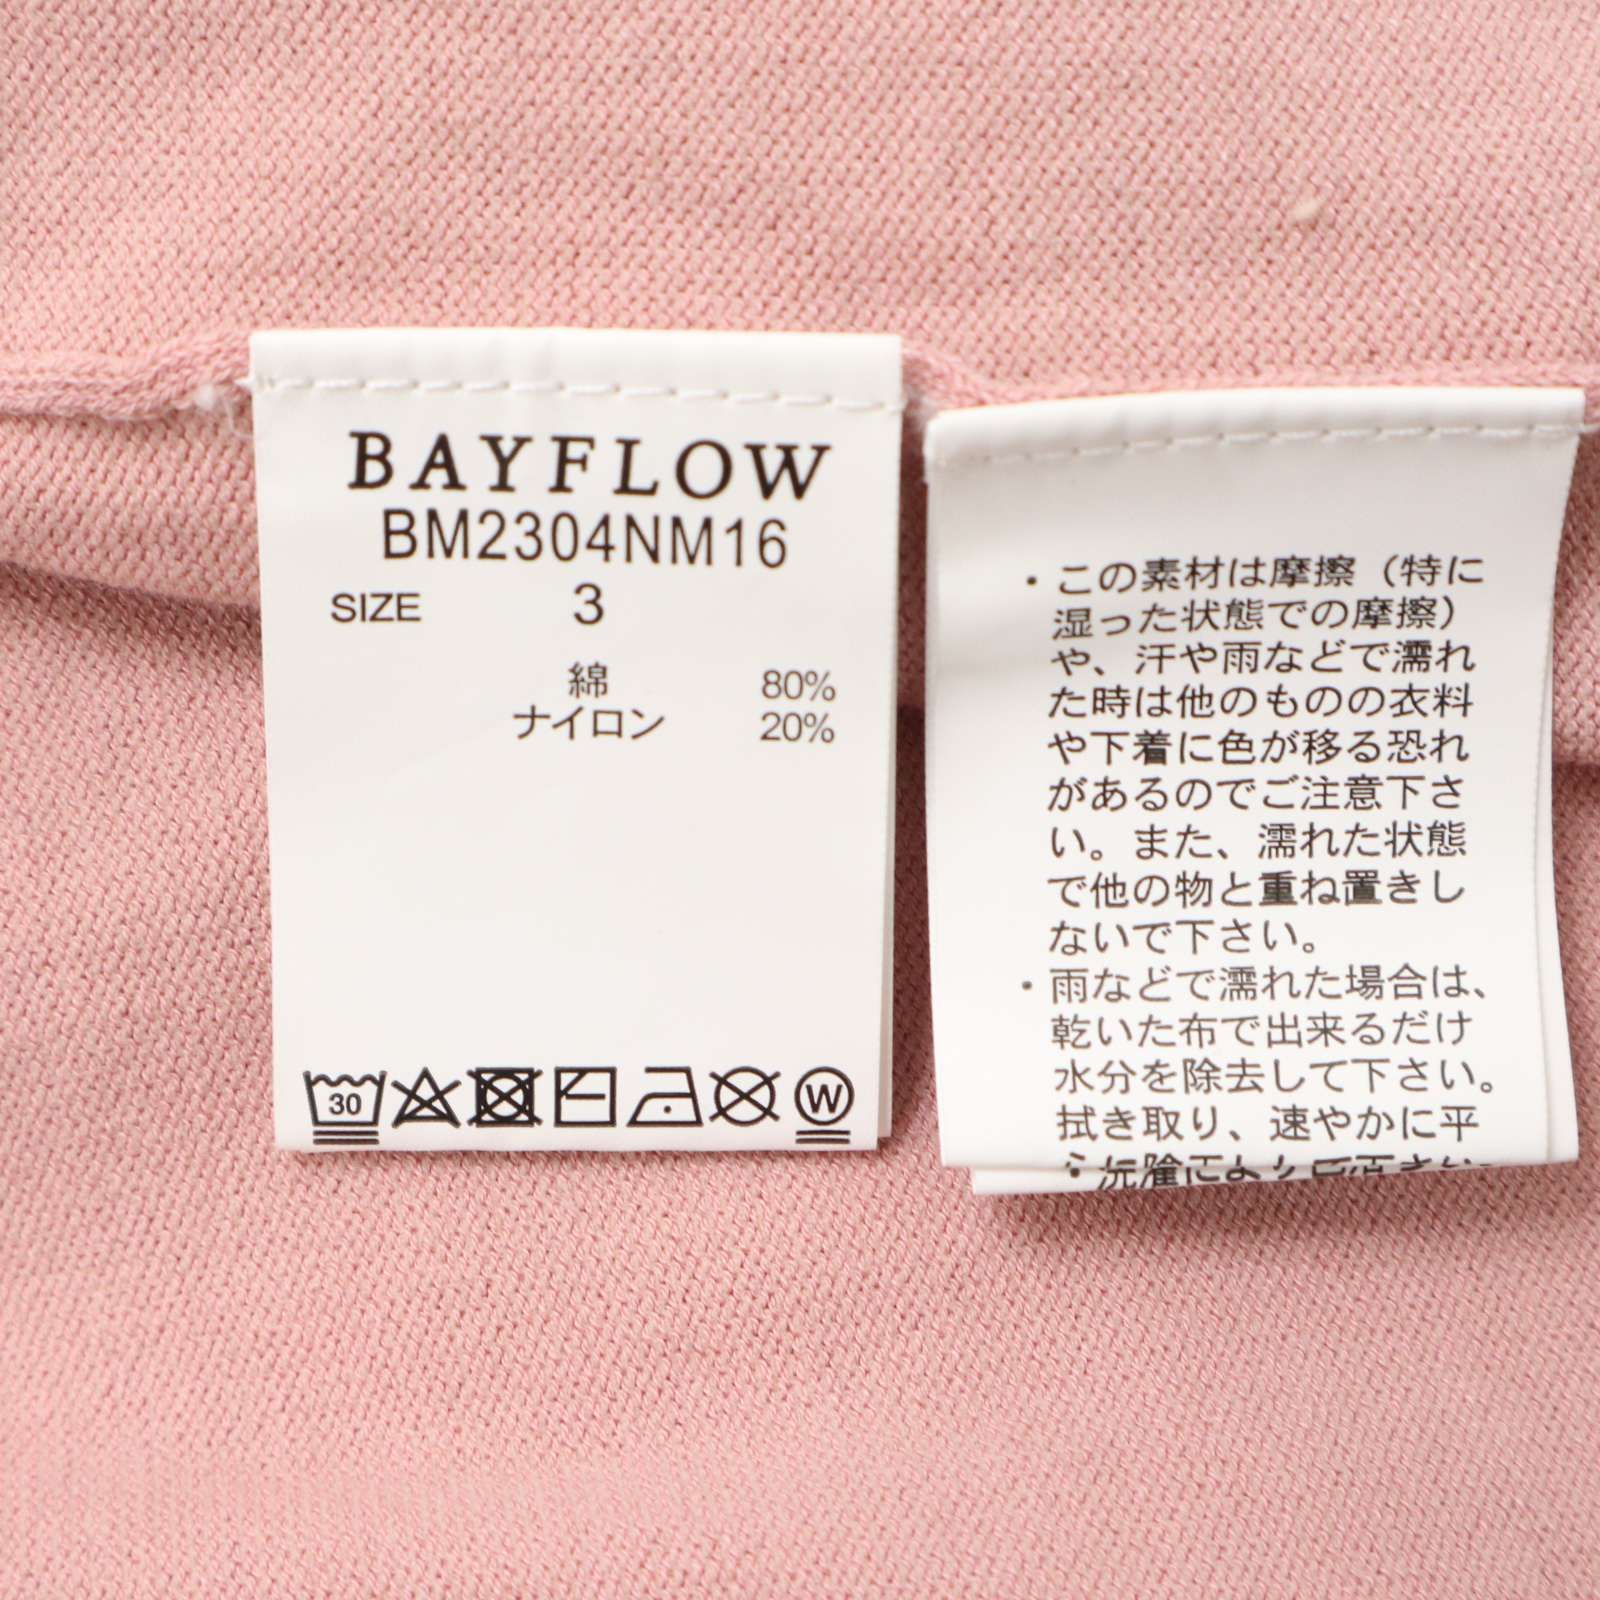 BAYFLOW
BM2304NM16
SIZE 3
綿 80%
ナイロン 20%
30
W
・この素材は摩擦（特に
湿った状態での摩擦）
や、汗や雨などで濡れ
た時は他のものの衣料
や下着に色が移る恐れ
があるのでご注意下さ
い。また、濡れた状態
で他の物と重ね置きし
ないで下さい。
・雨などで濡れた場合は、
乾いた布で出来るだけ
水分を除去して下さい。
拭き取り、速やかに平